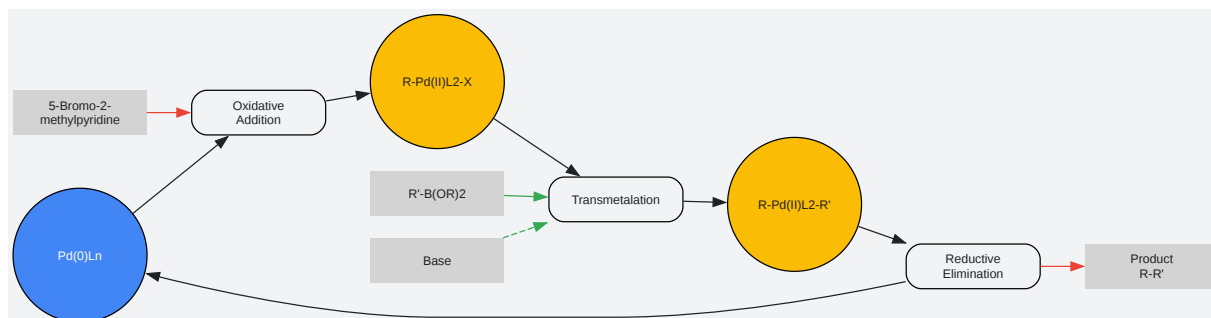 R-Pd(II)L2-X
5-Bromo-2-
methylpyridine
Oxidative
Addition
R'-B(OR)2
Transmetalation
R-Pd(II)L2-R'
Pd(0)Ln
Base
Reductive
Elimination
Product
R-R'